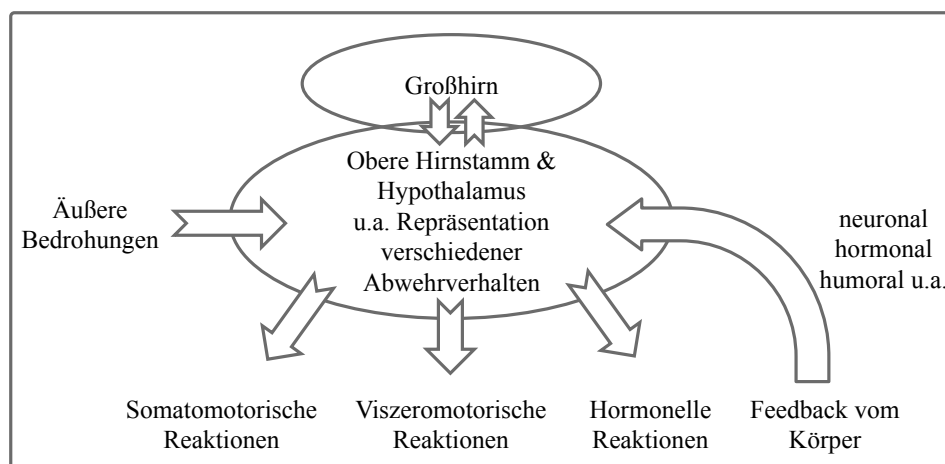 Großhirn
Obere Hirnstamm &
Hypothalamus
u.a. Repräsentation
verschiedener
Abwehrverhalten
Äußere
Bedrohungen
neuronal
hormonal
humoral u.a.
Somatomotorische
Reaktionen
Viszeromotorische
Reaktionen
Hormonelle
Reaktionen
Feedback vom
Körper